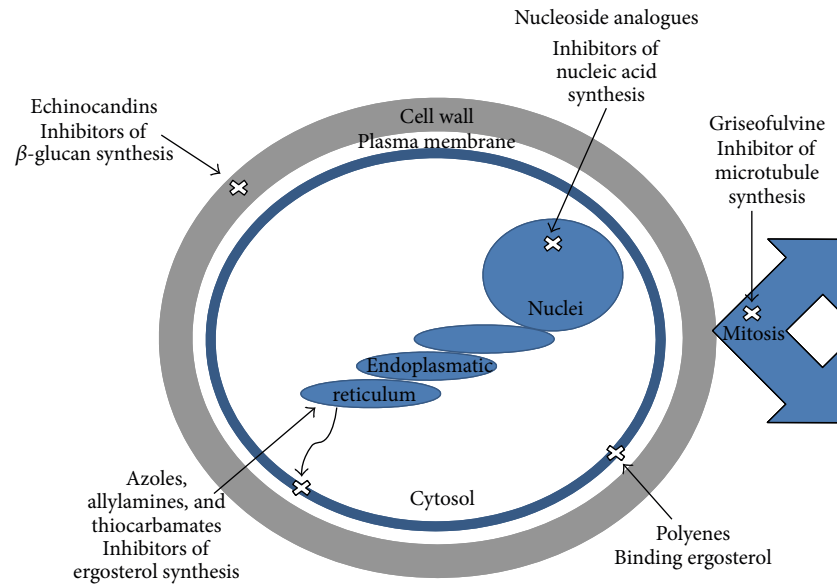 Nucleoside analogues
Inhibitors of
nucleic acid
synthesis
Echinocandins
Inhibitors of
β-glucan synthesis
Cell wall
Plasma membrane
Griseofulvine
Inhibitor of
microtubule
synthesis
Nuclei
Mitosis
Endoplasmatic
reticulum
Azoles,
allylamines, and
thiocarbamates
Inhibitors of
ergosterol synthesis
Cytosol
Polyenes
Binding ergosterol